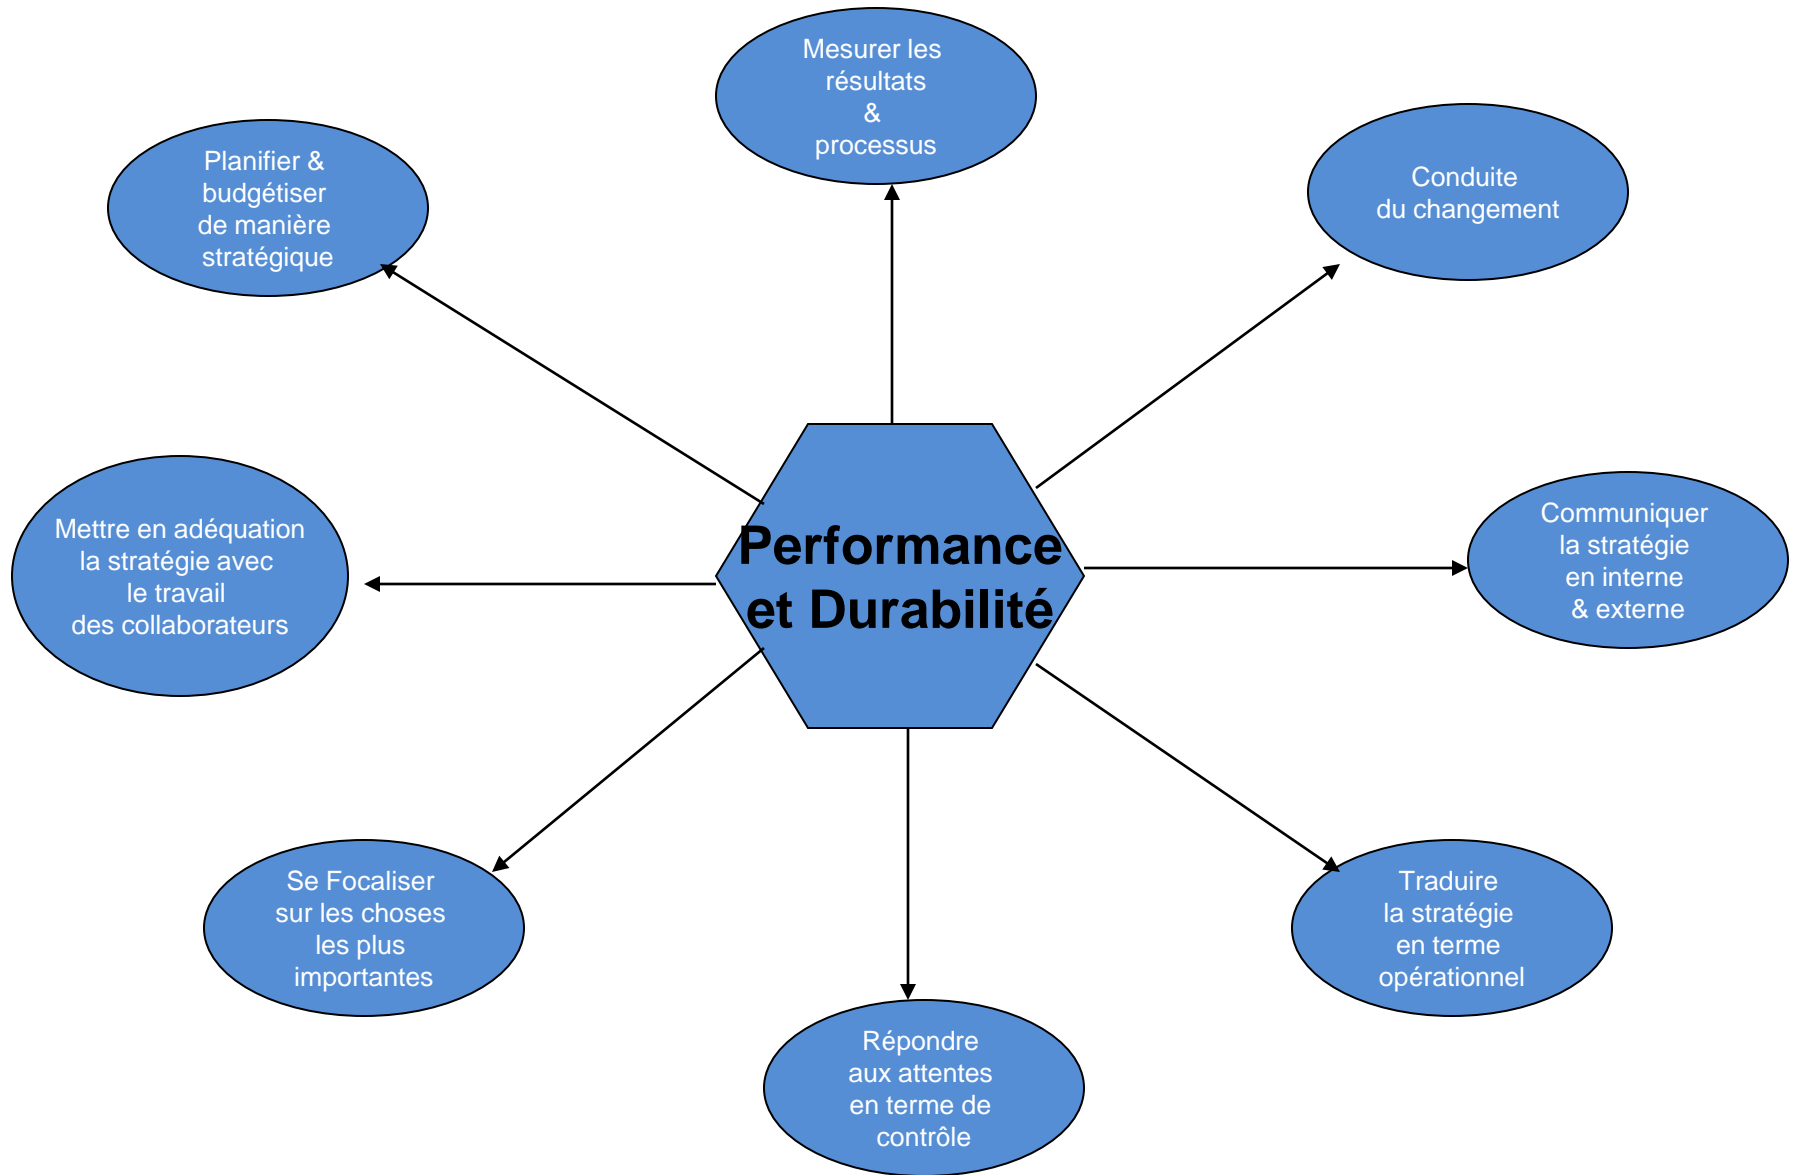 Mesurer les
résultats
&
processus
Planifier &
budgétiser
de manière
stratégique
Conduite
du changement
Performance
et Durabilité
Mettre en adéquation
la stratégie avec
le travail
des collaborateurs
Communiquer
la stratégie
en interne
& externe
Se Focaliser
sur les choses
les plus
importantes
Traduire
la stratégie
en terme
opérationnel
Répondre
aux attentes
en terme de
contrôle